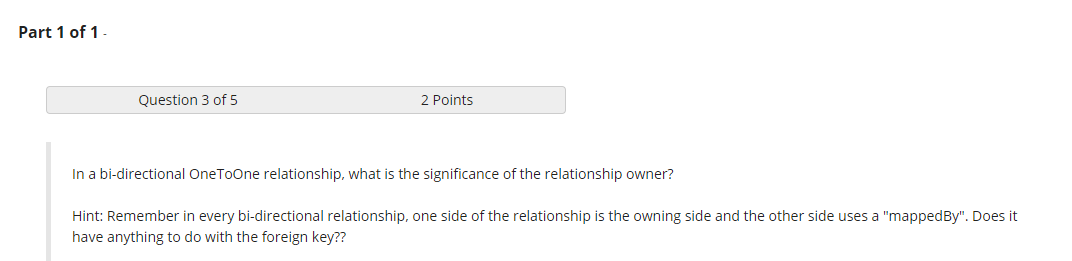 Part 1 of 1 -
Question 3 of 5 2 Points
In a bi-directional OneToOne relationship, what is the significance of the relationship owner?
Hint: Remember in every bi-directional relationship, one side of the relationship is the owning side and the other side uses a "mappedBy". Does it
have anything to do with the foreign key??